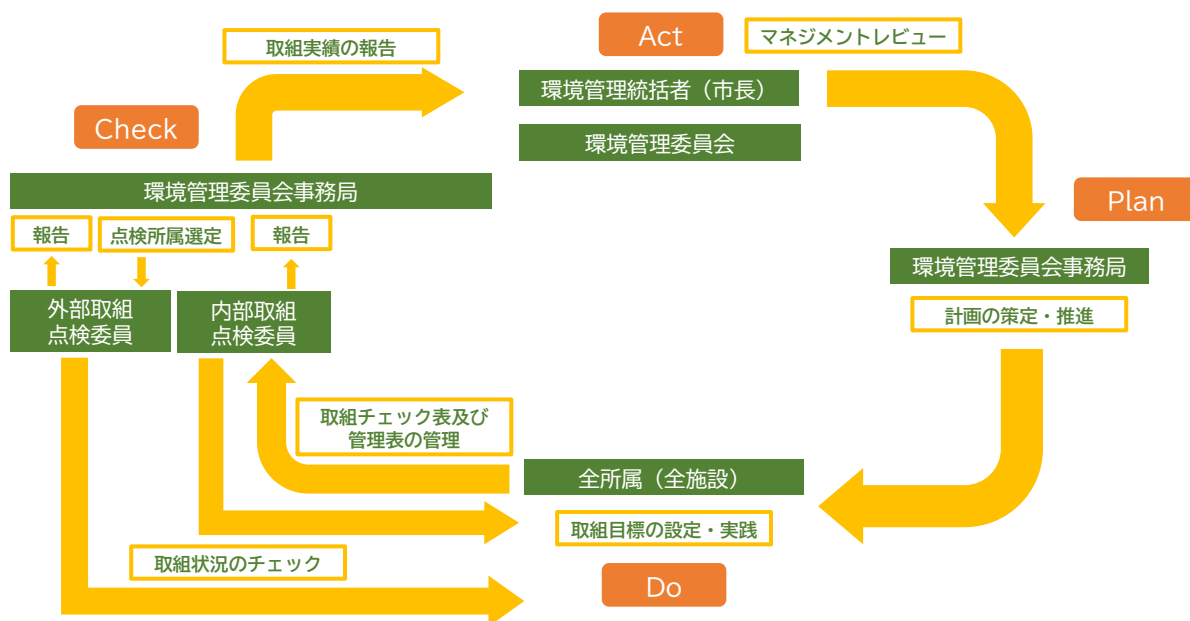 取組実績の報告
Act
マネジメントレビュー
環境管理統括者（市長）
環境管理委員会
Check
環境管理委員会事務局
報告
点検所属選定
報告
外部取組
点検委員
内部取組
点検委員
Plan
環境管理委員会事務局
計画の策定・推進
取組チェック表及び
管理表の管理
全所属（全施設）
取組目標の設定・実践
取組状況のチェック
Do